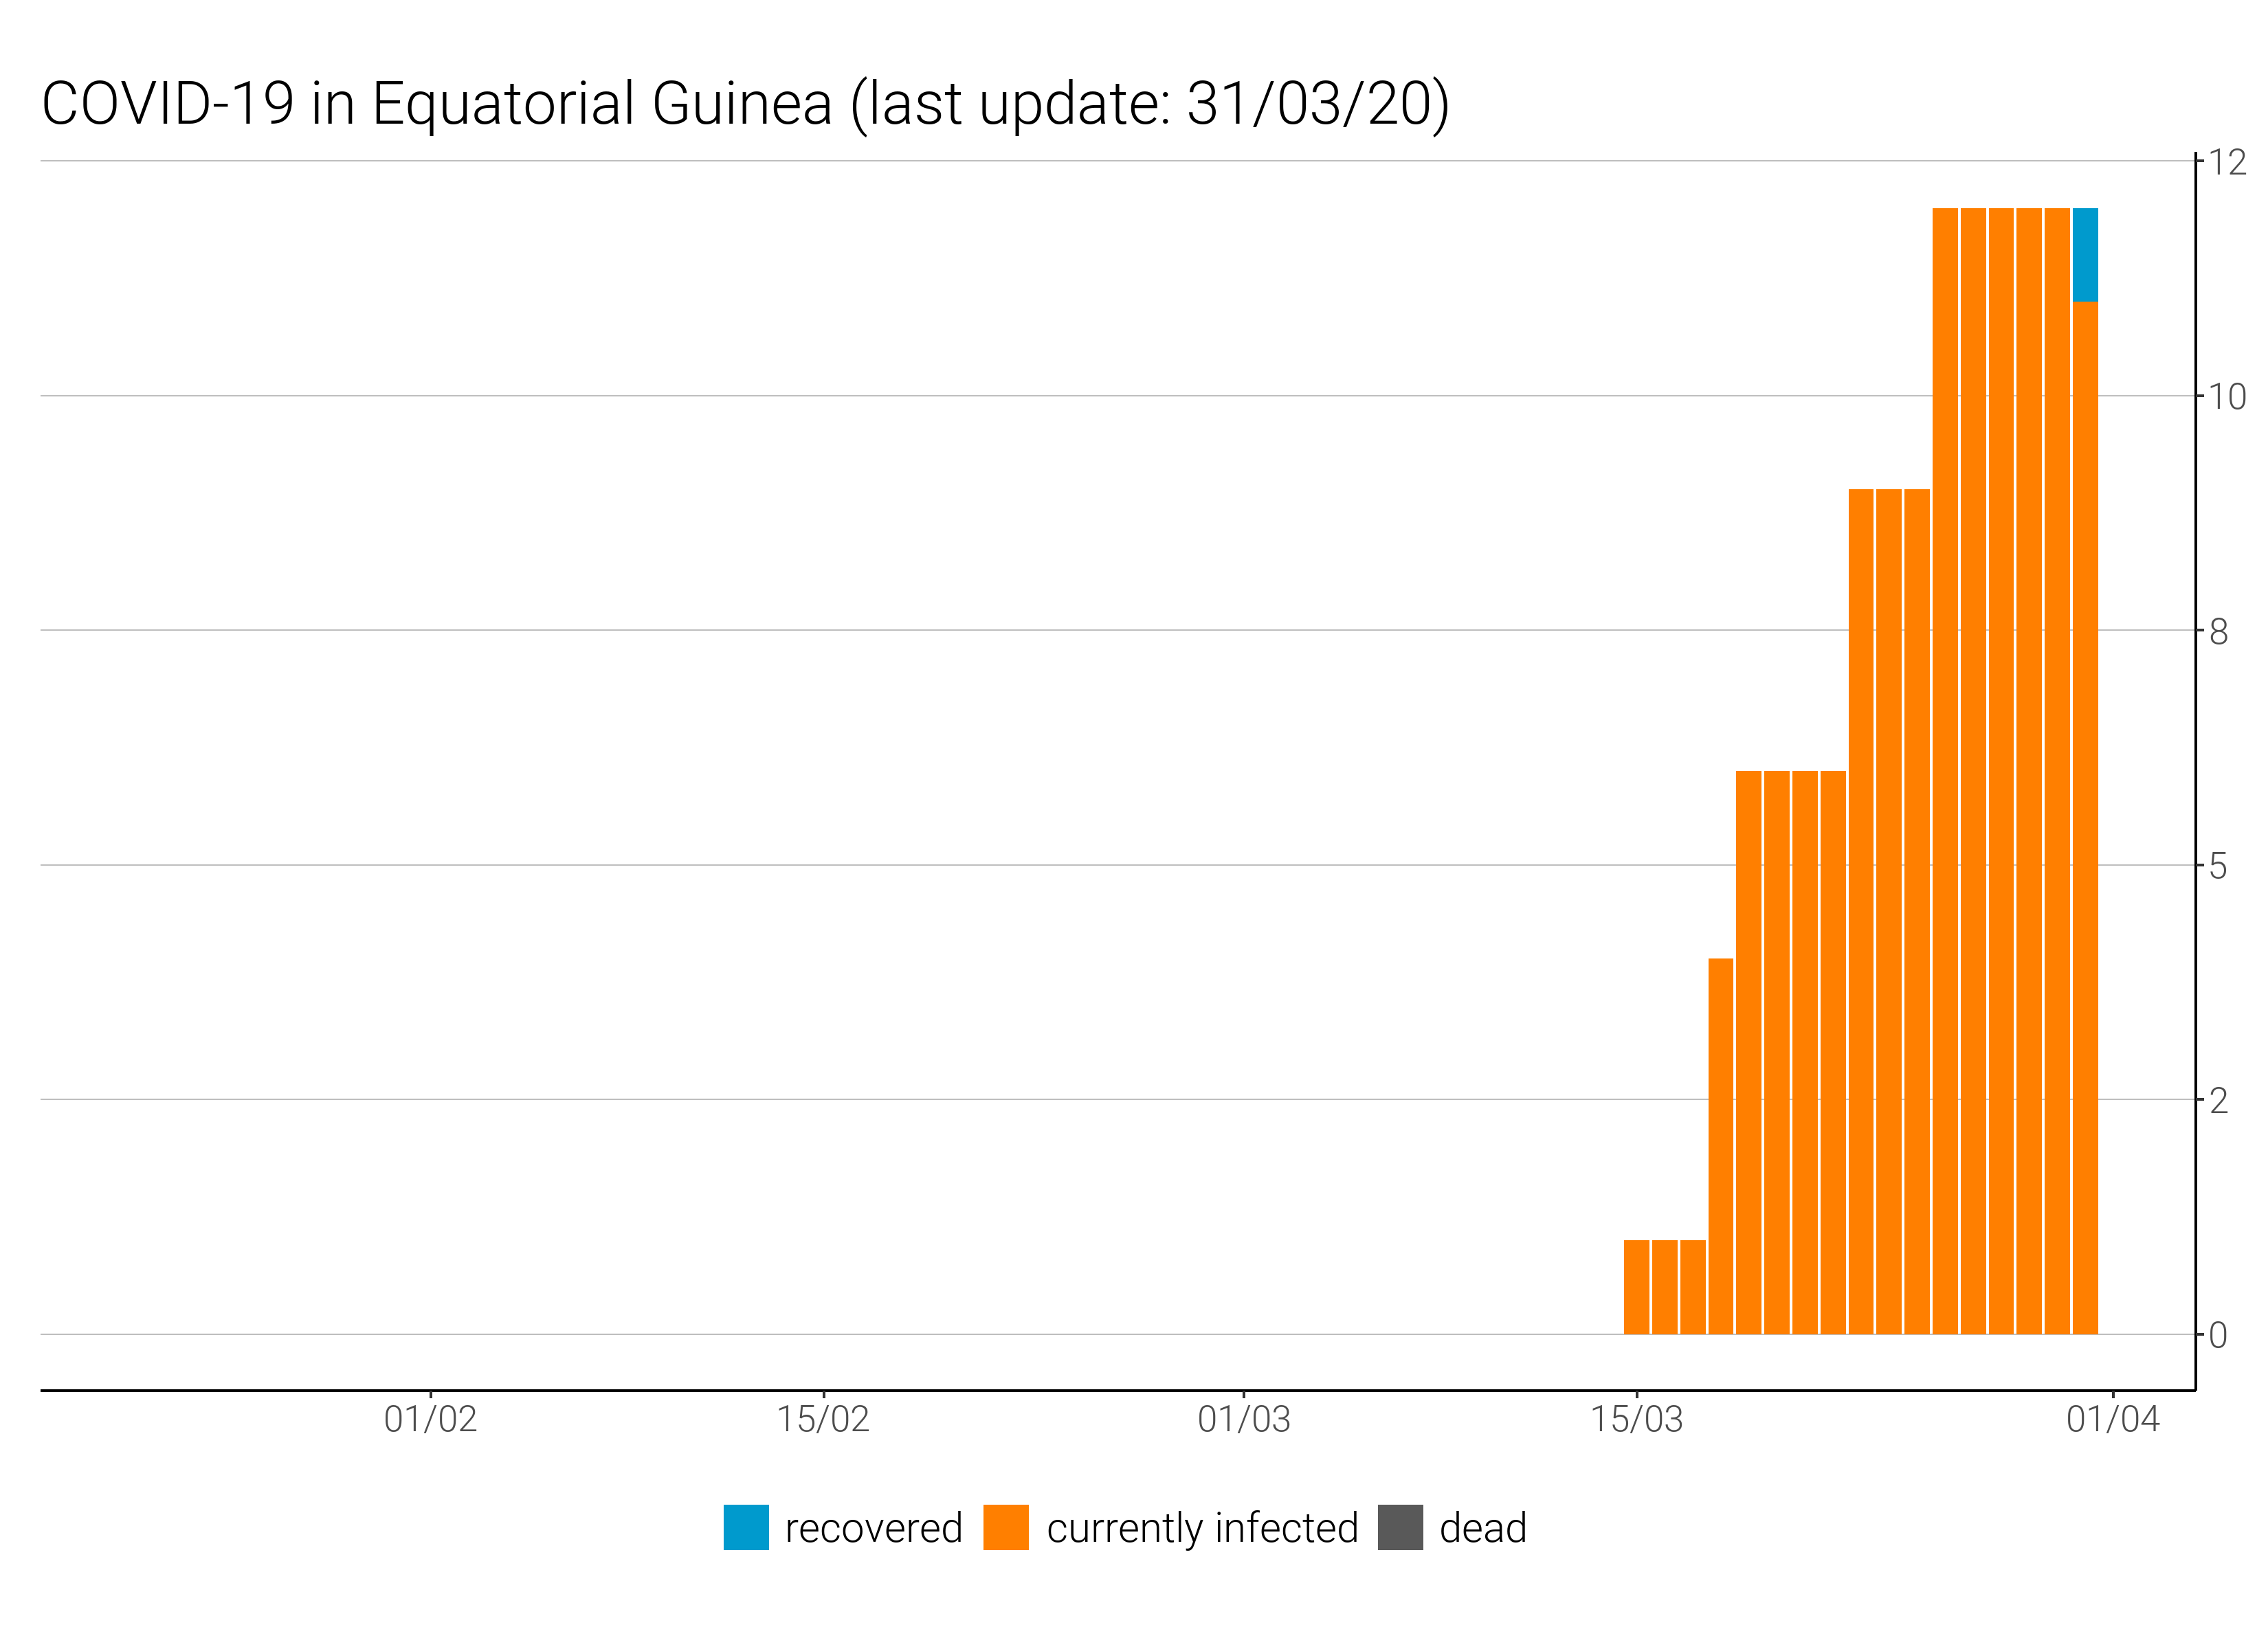 COVID-19 in Equatorial Guinea (last update: 31/03/20)
12
10
8
5
2
0
01/02 15/02 01/03 15/03 01/04
recovered currently infected dead